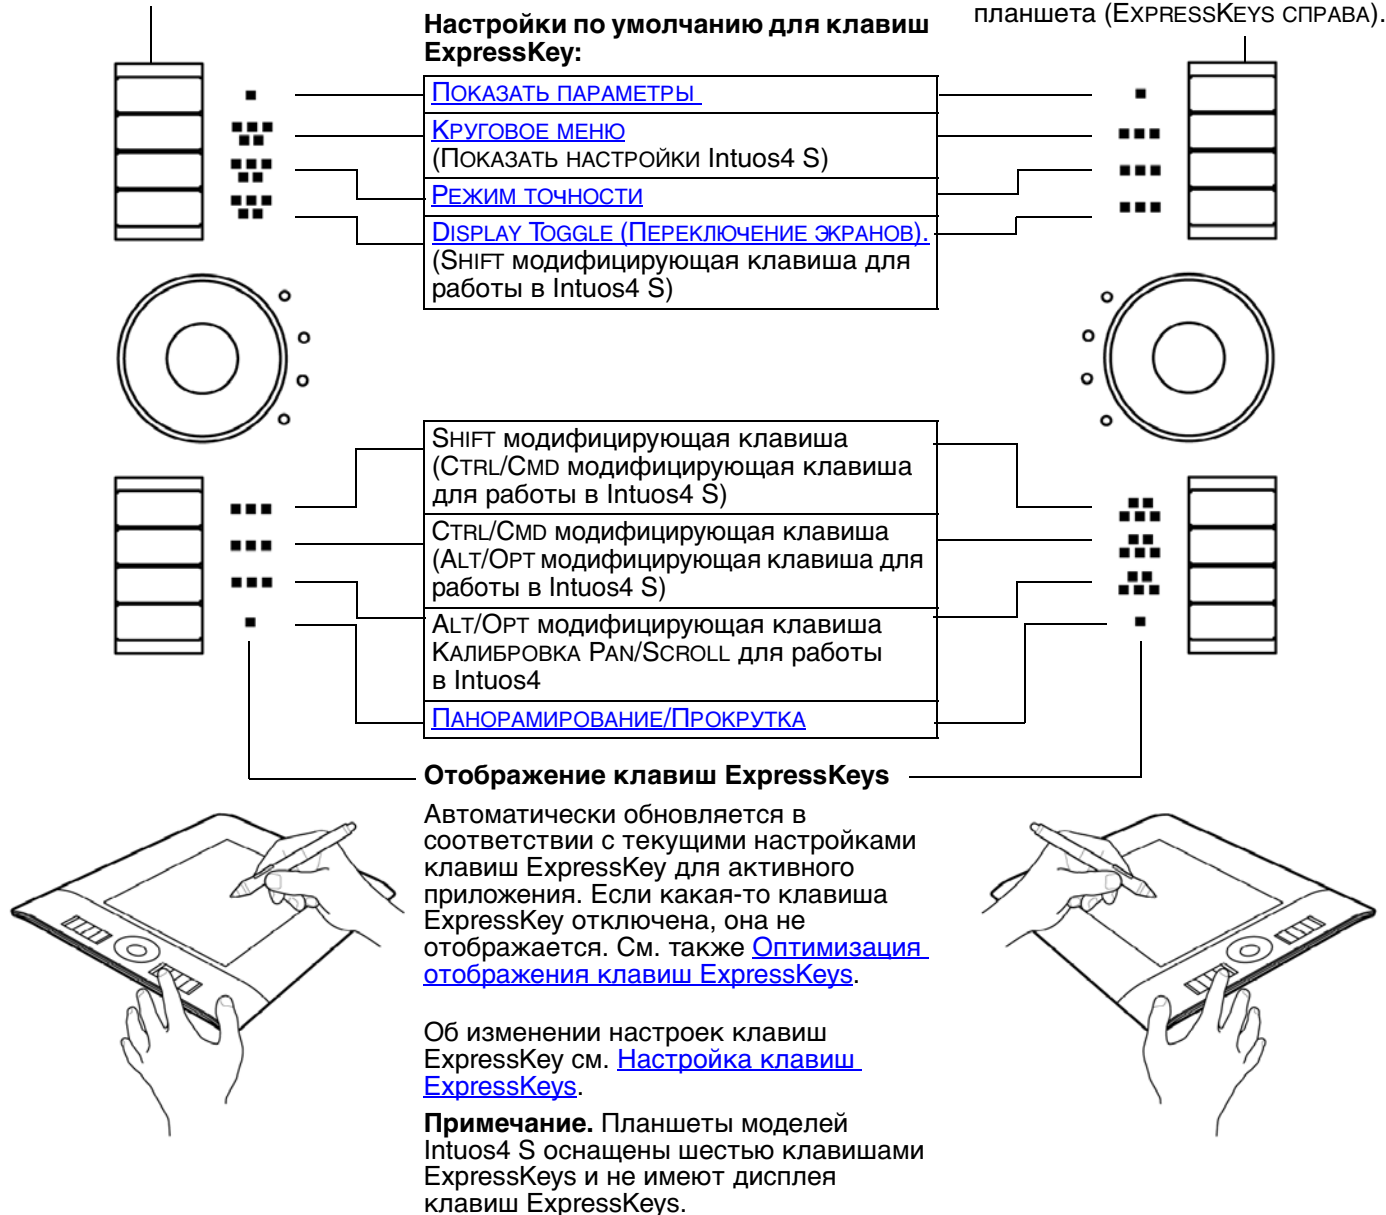 планшета (EXPRESSKEYS СПРАВА).
Настройки по умолчанию для клавиш
ExpressKey:
ПОКАЗАТЬ ПАРАМЕТРЫ
КРУГОВОЕ МЕНЮ
(ПОКАЗАТЬ НАСТРОЙКИ Intuos4 S)
РЕЖИМ ТОЧНОСТИ
DISPLAY TOGGLE (ПЕРЕКЛЮЧЕНИЕ ЭКРАНОВ).
(SHIFT модифицирующая клавиша для
работы в Intuos4 S)
SHIFT модифицирующая клавиша
(CTRL/CMD модифицирующая клавиша
для работы в Intuos4 S)
CTRL/CMD модифицирующая клавиша
(ALT/OPT модифицирующая клавиша для
работы в Intuos4 S)
ALT/OPT модифицирующая клавиша
КАЛИБРОВКА PAN/SCROLL для работы
в Intuos4
ПАНОРАМИРОВАНИЕ/ПРОКРУТКА
Отображение клавиш ExpressKeys
Автоматически обновляется в
соответствии с текущими настройками
клавиш ExpressKey для активного
приложения. Если какая-то клавиша
ExpressKey отключена, она не
отображается. См. также Оптимизация
отображения клавиш ExpressKeys.
Об изменении настроек клавиш
ExpressKey см. Настройка клавиш
ExpressKeys.
Примечание. Планшеты моделей
Intuos4 S оснащены шестью клавишами
ExpressKeys и не имеют дисплея
клавиш ExpressKeys.